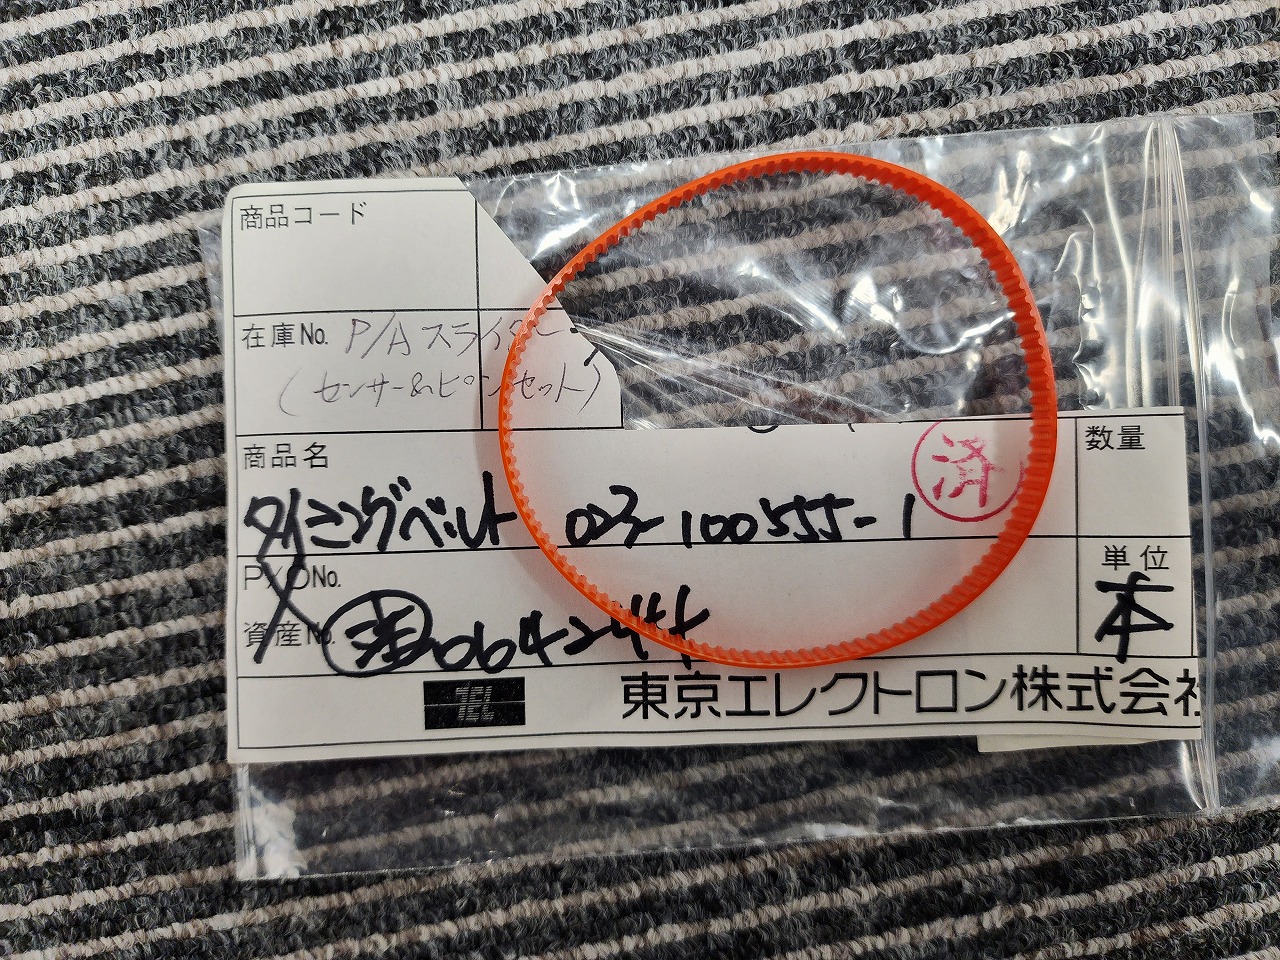 商品コード
在庫No. P/A スライダー
(センサー&ピンセット)
商品名
済
数量
タイミングベルト 023-100555-1
P/O No.
単位
資産No. 0642444
本
TEL
東京エレクトロン株式会社